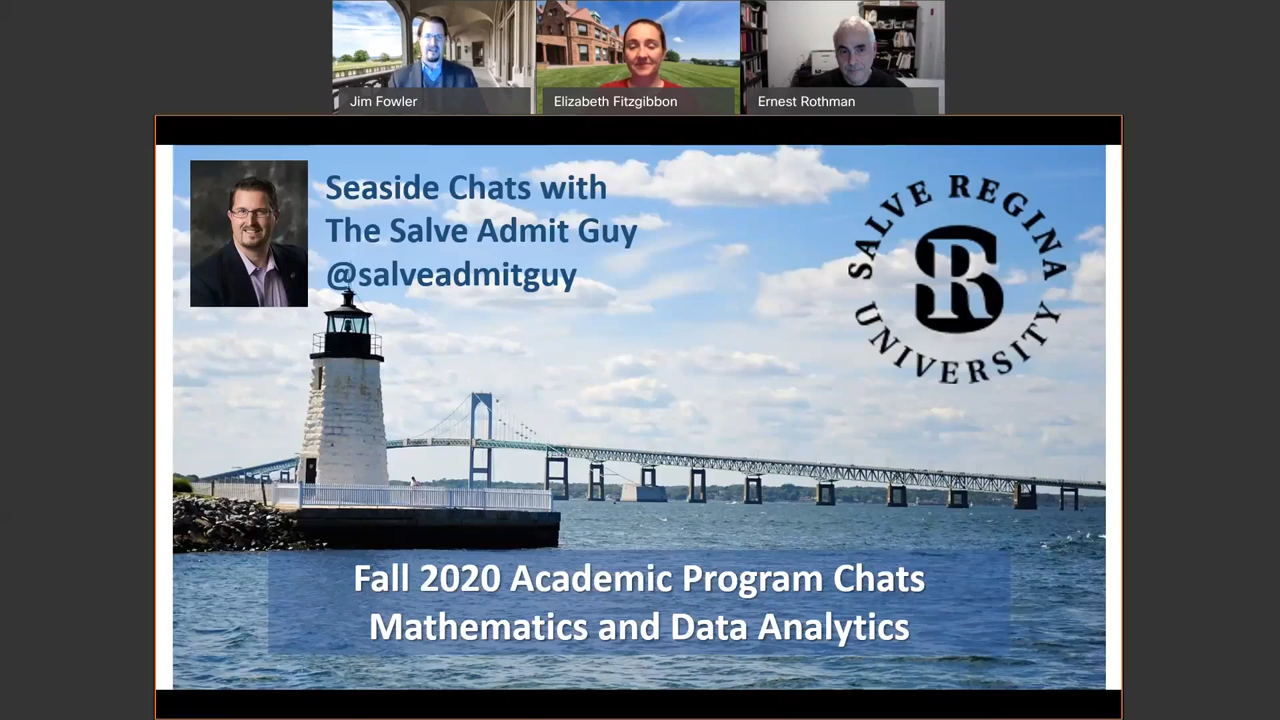 Jim Fowler
Elizabeth Fitzgibbon
Ernest Rothman
Seaside Chats with
The Salve Admit Guy
@salveadmitguy
SALVE REGINA
SR
UNIVERSITY
Fall 2020 Academic Program Chats
Mathematics and Data Analytics